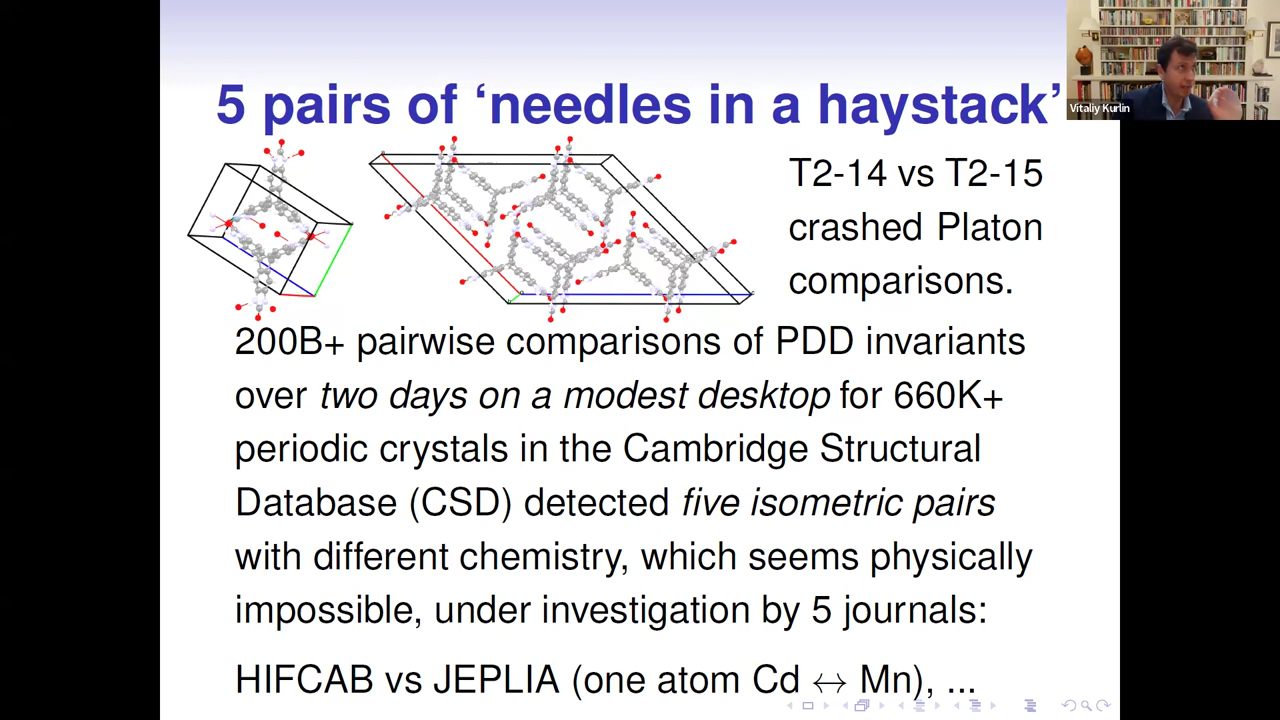 5 pairs of ‘needles in a haystack’
Vitaliy Kurlin
T2-14 vs T2-15
crashed Platon
comparisons.
200B+ pairwise comparisons of PDD invariants
over two days on a modest desktop for 660K+
periodic crystals in the Cambridge Structural
Database (CSD) detected five isometric pairs
with different chemistry, which seems physically
impossible, under investigation by 5 journals:
HIFCAB vs JEPLIA (one atom Cd ↔ Mn), ...